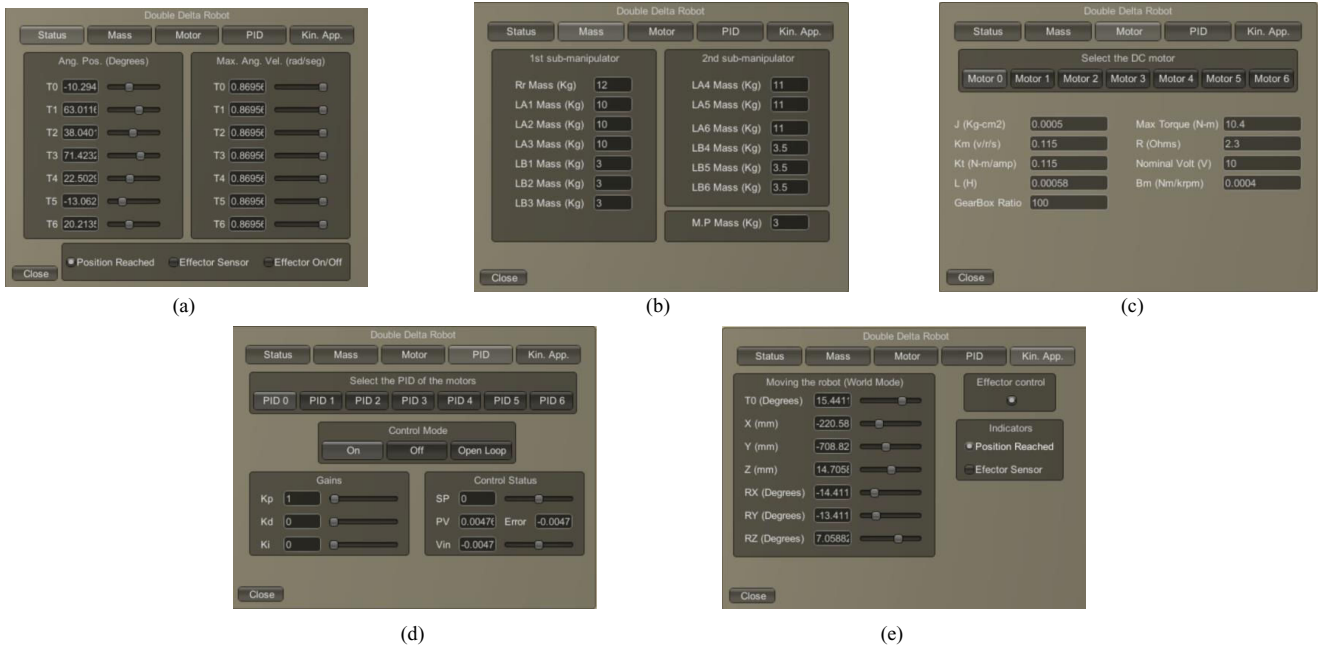 Double Delta Robot
Status Mass Motor PID Kin. App.
Ang. Pos. (Degrees) Max. Ang. Vel. (rad/seg)
T0 -10.294 T0 0.8695
T1 63.0116 T1 0.8695
T2 38.040 T2 0.8695
T3 71.4232 T3 0.8695
T4 22.5029 T4 0.8695
T5 -13.062 T5 0.8695
T6 20.2135 T6 0.8695
Position Reached Effector Sensor Effector On/Off
Close
(a)
Double Delta Robot
Status Mass Motor PID Kin. App.
1st sub-manipulator 2nd sub-manipulator
Rr Mass (Kg) 12 LA4 Mass (Kg) 11
LA1 Mass (Kg) 10 LA5 Mass (Kg) 11
LA2 Mass (Kg) 10 LA6 Mass (Kg) 11
LA3 Mass (Kg) 10 LB4 Mass (Kg) 3.5
LB1 Mass (Kg) 3 LB5 Mass (Kg) 3.5
LB2 Mass (Kg) 3 LB6 Mass (Kg) 3.5
LB3 Mass (Kg) 3
M.P Mass (Kg) 3
Close
(b)
Double Delta Robot
Status Mass Motor PID Kin. App.
Select the DC motor
Motor 0 Motor 1 Motor 2 Motor 3 Motor 4 Motor 5 Motor 6
J (Kg-cm2) 0.0005 Max Torque (N-m) 10.4
Km (v/r/s) 0.115 R (Ohms) 2.3
Kt (N-m/amp) 0.115 Nominal Volt (V) 10
L (H) 0.00058 Bm (Nm/krpm) 0.0004
GearBox Ratio 100
Close
(c)
Double Delta Robot
Status Mass Motor PID Kin. App.
Select the PID of the motors
PID 0 PID 1 PID 2 PID 3 PID 4 PID 5 PID 6
Control Mode
On Off Open Loop
Gains Control Status
Kp 1 SP 0
Kd 0 PV 0.0047 Error -0.0047
Ki 0 Vin -0.0047
Close
(d)
Double Delta Robot
Status Mass Motor PID Kin. App.
Moving the robot (World Mode) Effector control
T0 (Degrees) 15.4411
X (mm) -220.58
Y (mm) -708.82
Z (mm) 14.7058
RX (Degrees) -14.411
RY (Degrees) -13.411
RZ (Degrees) 7.05882
Indicators
Position Reached
Efector Sensor
Close
(e)